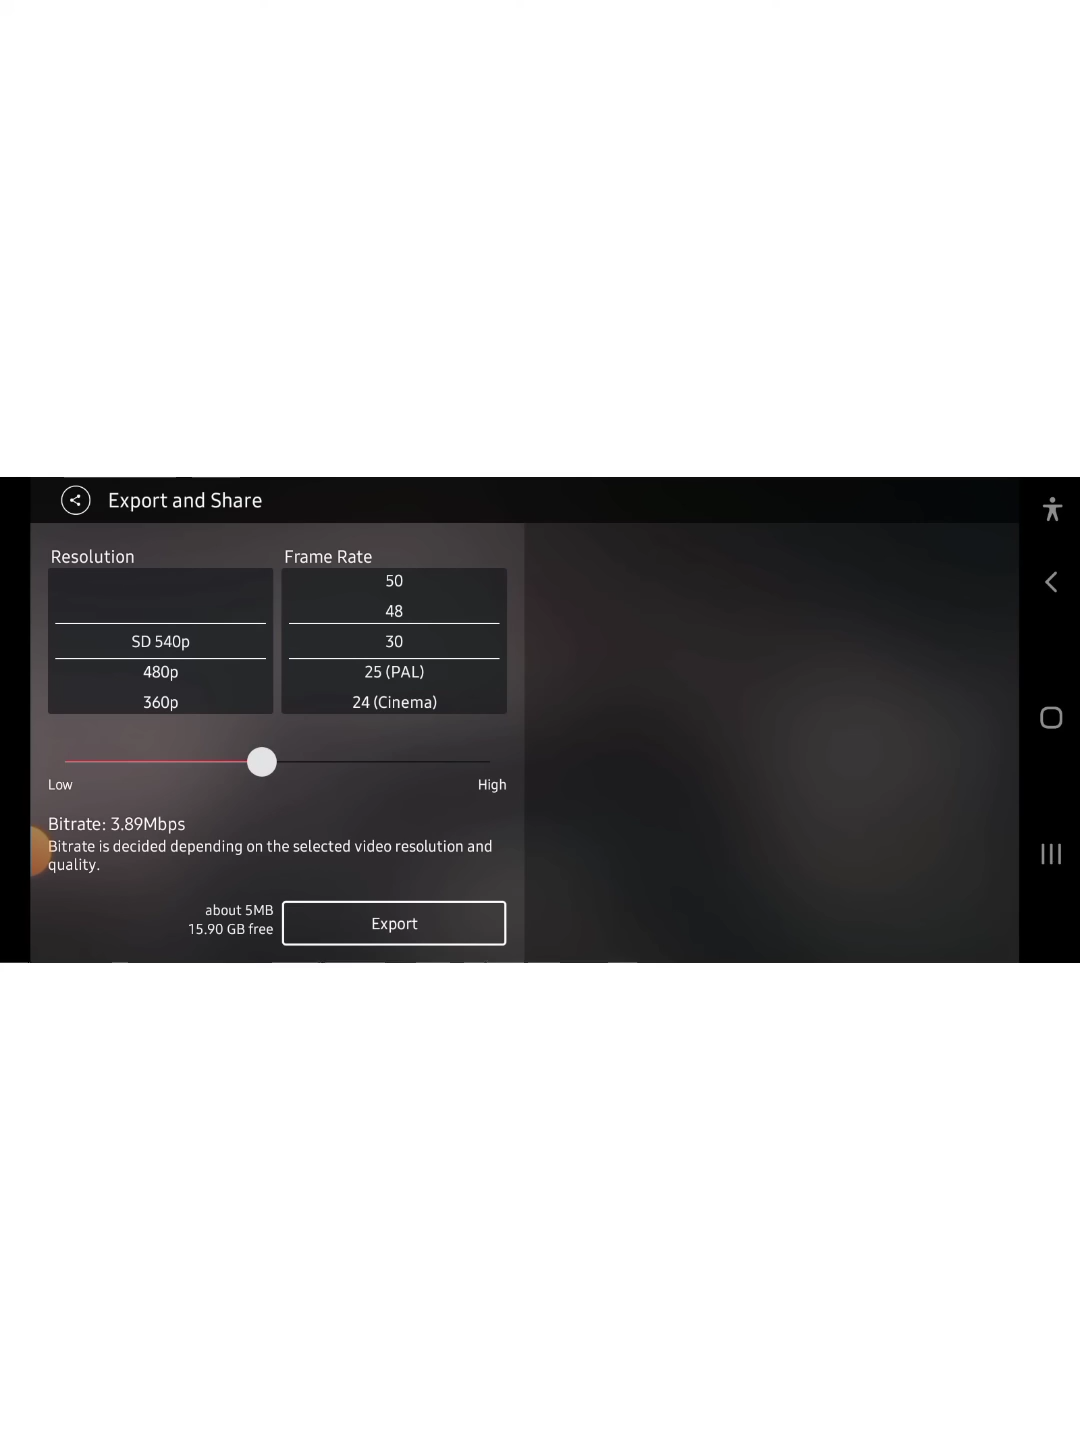 Export and Share
Resolution
Frame Rate
50
48
SD 540p
30
480p
25 (PAL)
360p
24 (Cinema)
Low
High
Bitrate: 3.89Mbps
Bitrate is decided depending on the selected video resolution and
quality.
about 5MB
15.90 GB free
Export